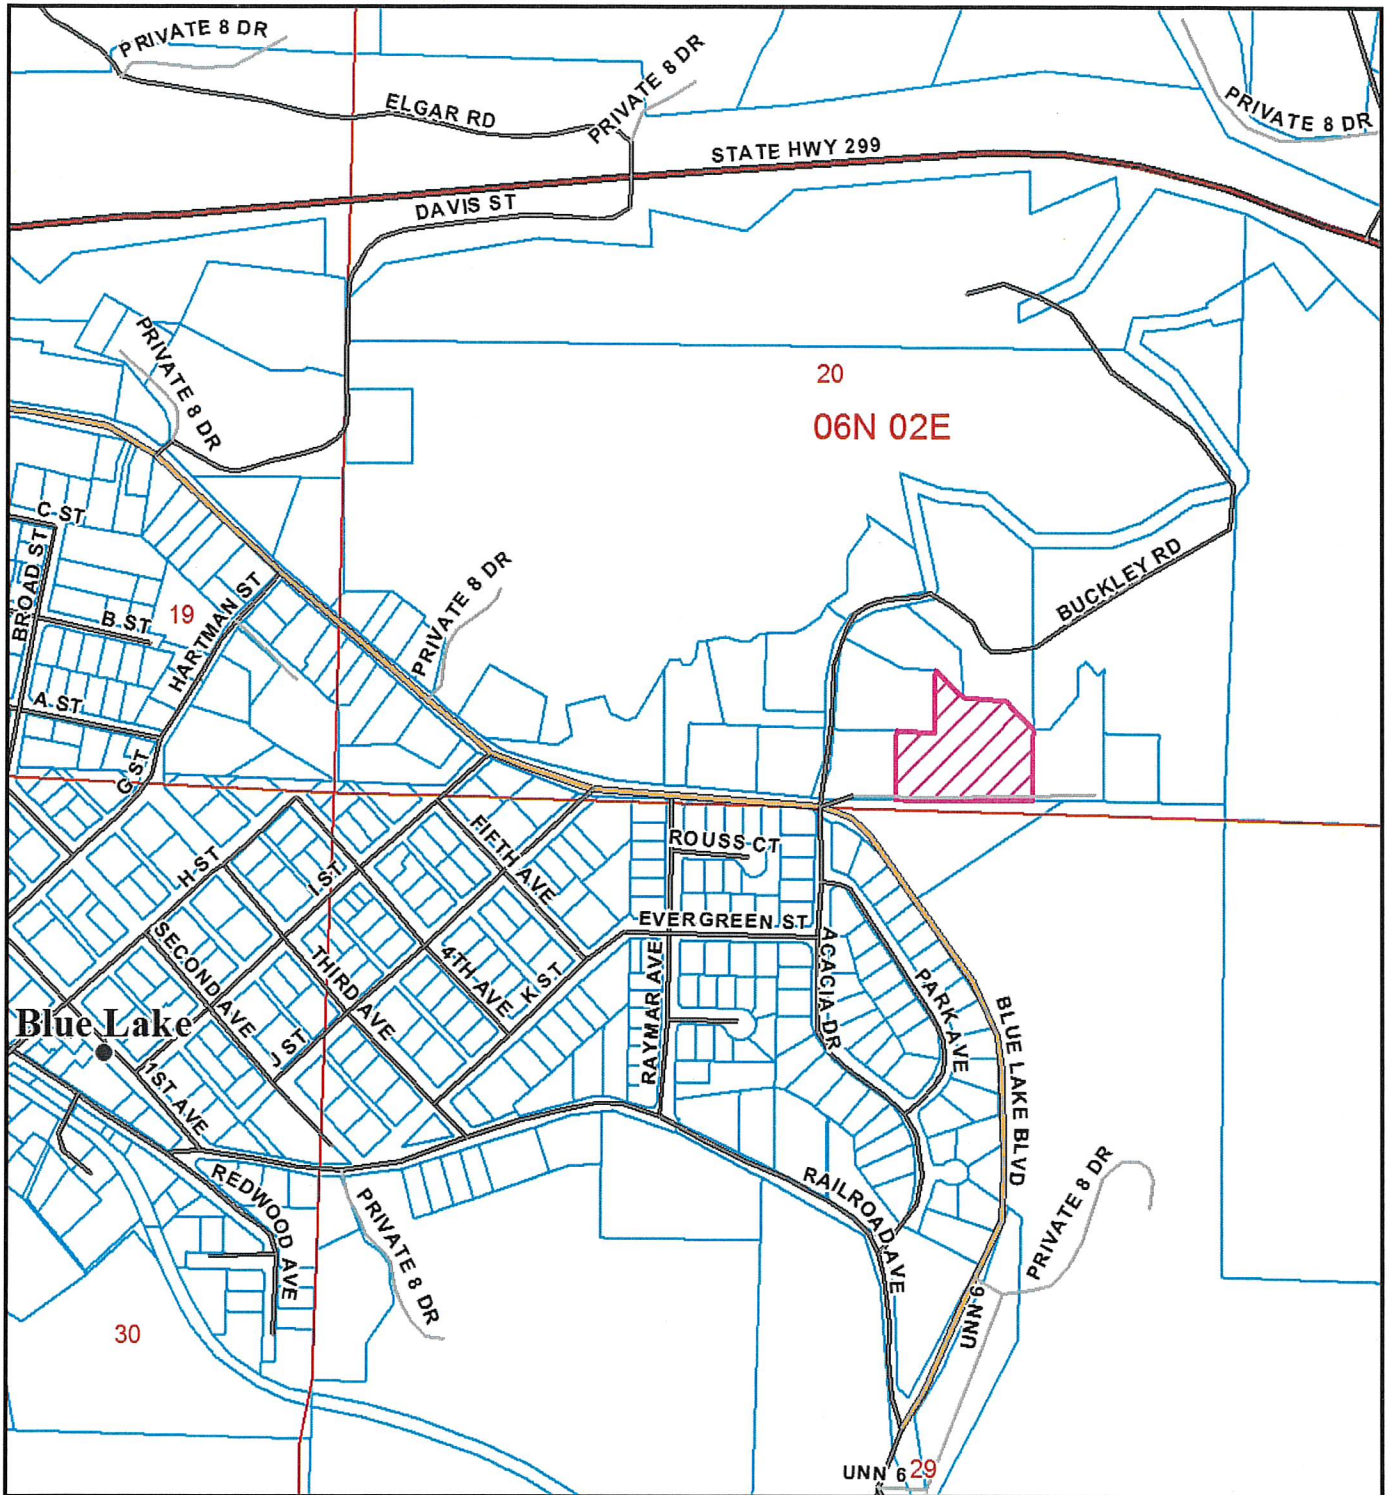 PRIVATE 8 DR
ELGAR RD
PRIVATE 8 DR
PRIVATE 8 DR
STATE HWY 299
DAVIS ST
PRIVATE 8 DR
20
06N 02E
C ST
BROAD ST
HARTMAN ST
PRIVATE 8 DR
BUCKLEY RD
B ST
19
A ST
G ST
FIFTH AVE
ROUSS CT
H ST
I ST
EVERGREEN ST
SECOND AVE
THIRD AVE
4TH AVE
K ST
RAYMAR AVE
ACACIA DR
PARK AVE
BLUE LAKE BLVD
Blue Lake
J ST
1ST AVE
REDWOOD AVE
PRIVATE 8 DR
RAILROAD AVE
PRIVATE 8 DR
UNN 6
30
UNN 6
29